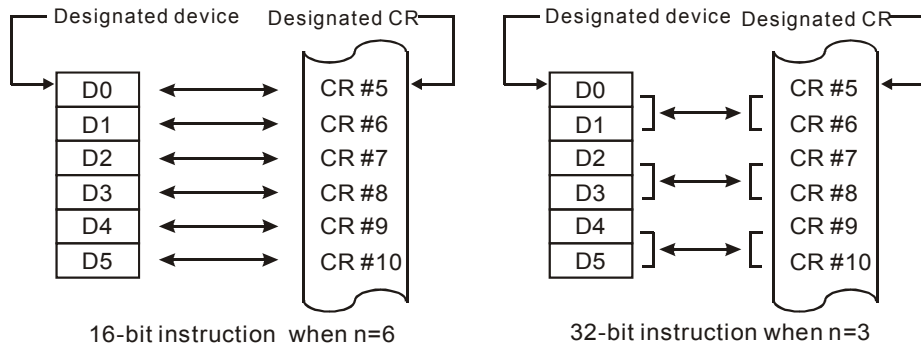 Designated device Designated CR
D0 CR #5
D1 CR #6
D2 CR #7
D3 CR #8
D4 CR #9
D5 CR #10
16-bit instruction when n=6
Designated device Designated CR
D0 CR #5
D1 CR #6
D2 CR #7
D3 CR #8
D4 CR #9
D5 CR #10
32-bit instruction when n=3